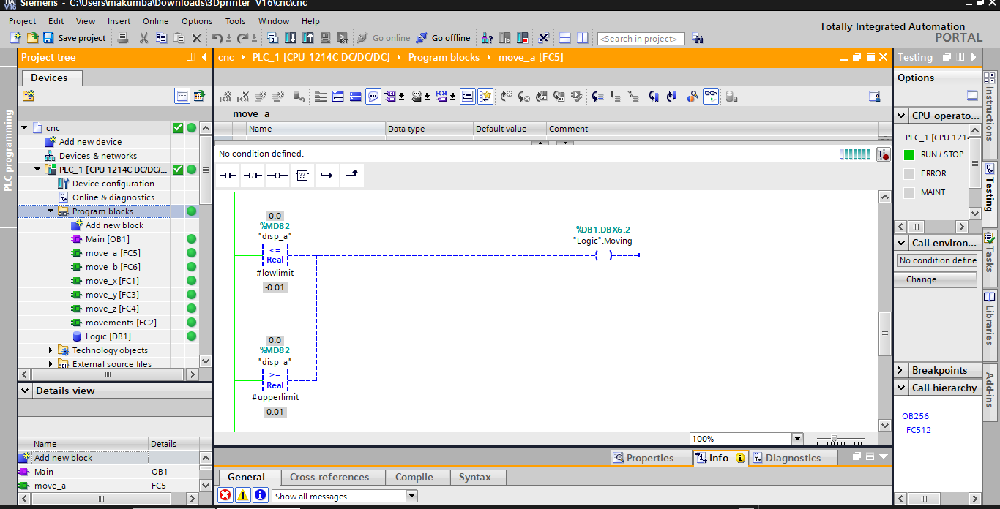 Siemens - C:\Users\makumba\Downloads\3Dprinter_V16\cnc\cnc
V16
Project Edit View Insert Online Options Tools Window Help
Totally Integrated Automation
PORTAL
Save project
Go online
Go offline
<Search in project>
Project tree
cnc PLC_1 [CPU 1214C DC/DC/DC] Program blocks move_a [FC5]
Testing
Devices
Options
PLC programming
cnc
Add new device
Devices & networks
PLC_1 [CPU 1214C DC/DC/...
Device configuration
Online & diagnostics
Program blocks
Add new block
Main [OB1]
move_a [FC5]
move_b [FC6]
move_x [FC1]
move_y [FC3]
move_z [FC4]
movements [FC2]
Logic [DB1]
Technology objects
External source files
Details view
Name Details
Add new block
Main OB1
move_a FC5
move_a
Name Data type Default value Comment
No condition defined.
??
0.0
%MD82
"disp_a"
<=
Real
#lowlimit
-0.01
%DB1.DBX6.2
"Logic".Moving
0.0
%MD82
"disp_a"
>=
Real
#upperlimit
0.01
100%
Properties Info Diagnostics
General Cross-references Compile Syntax
Show all messages
CPU operato...
PLC_1 [CPU 121
RUN / STOP
ERROR
MAINT
Call environ...
No condition define
Change ...
Breakpoints
Call hierarchy
OB256
FC512
Instructions
Testing
Tasks
Libraries
Add-ins